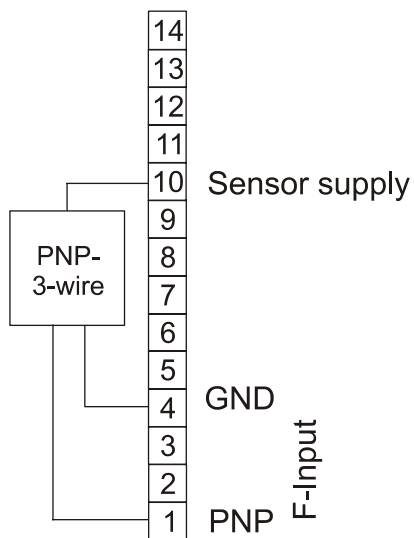 14
13
12
11
10 Sensor supply
9
PNP-
3-wire
8
7
6
5
4 GND
3
2
1 PNP
F-Input